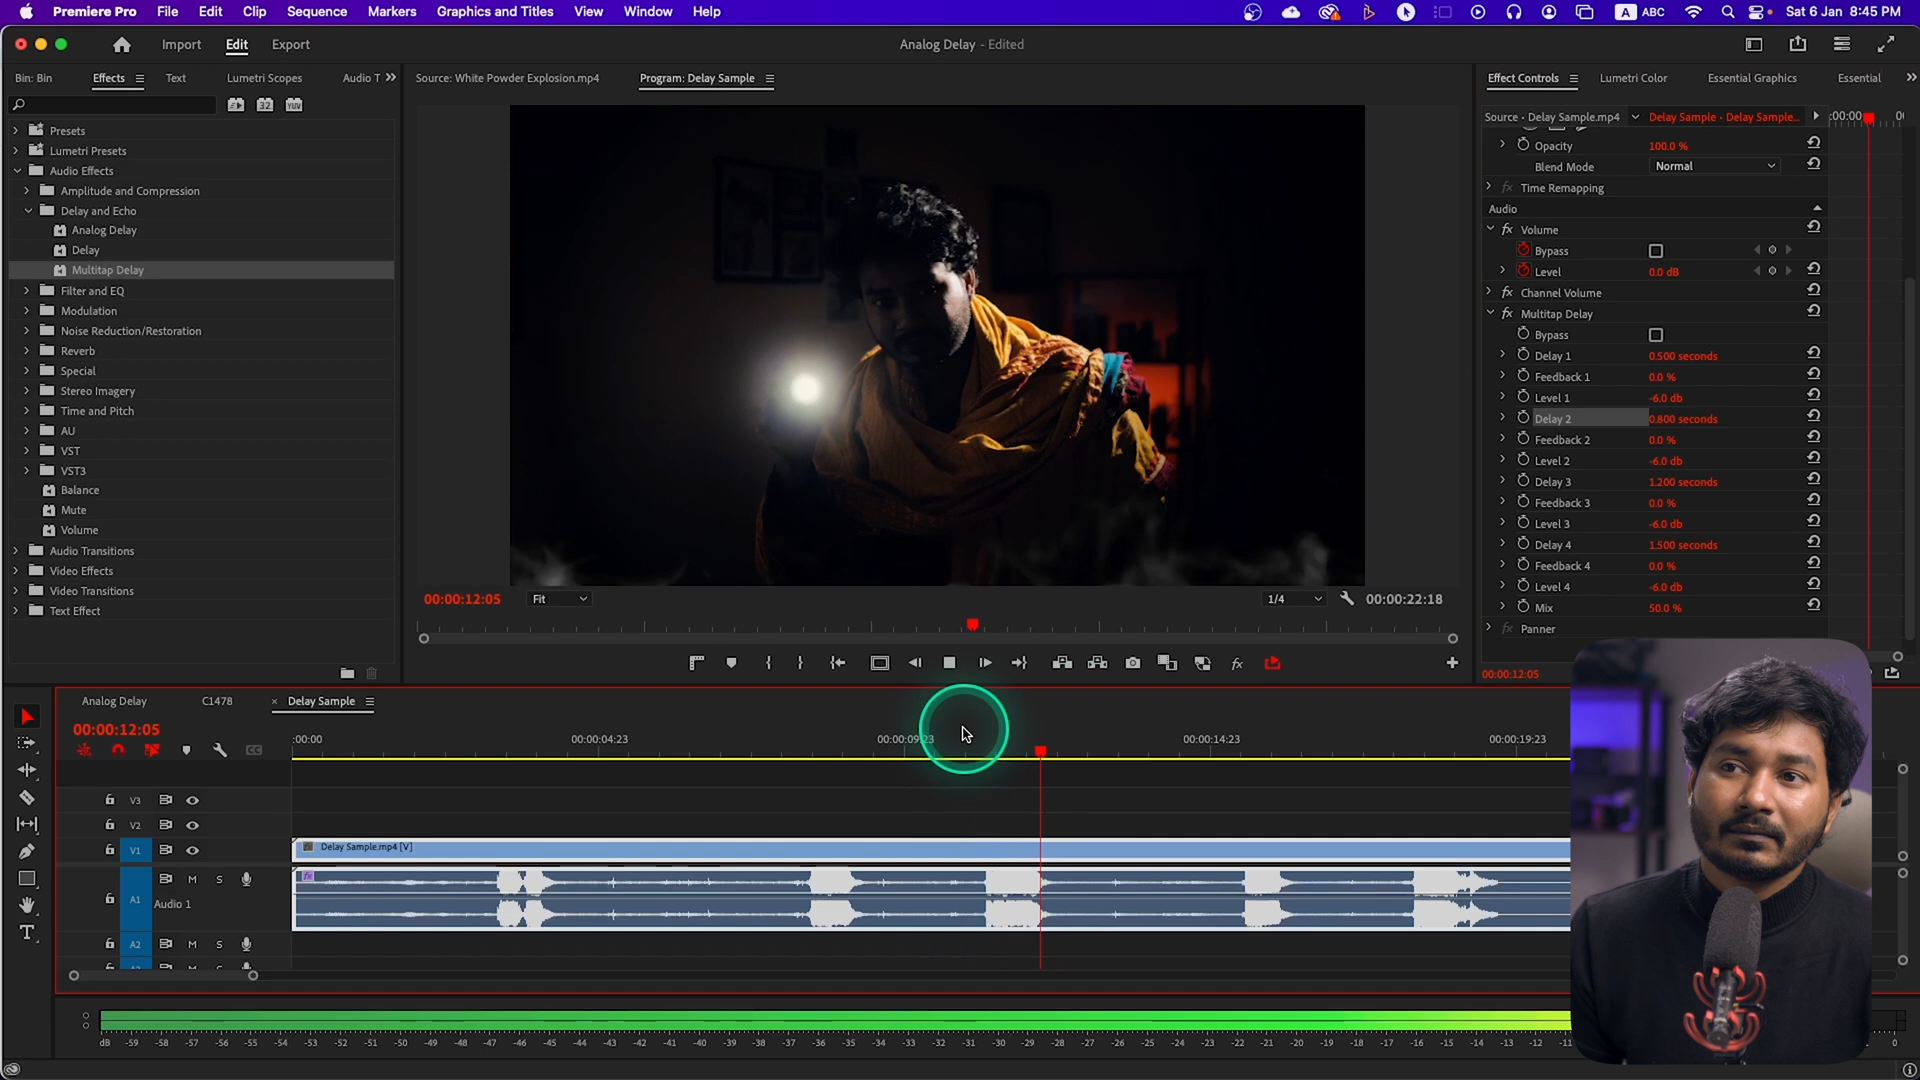 Premiere Pro File Edit Clip Sequence Markers Graphics and Titles View Window Help A ABC Sat 6 Jan 8:45 PM
Import Edit Export Analog Delay - Edited
Bin: Bin Effects Text Lumetri Scopes Audio T
Source: White Powder Explosion.mp4 Program: Delay Sample
Effect Controls Lumetri Color Essential Graphics Essential
32 YUV
Presets
Lumetri Presets
Audio Effects
Amplitude and Compression
Delay and Echo
Analog Delay
Delay
Multitap Delay
Filter and EQ
Modulation
Noise Reduction/Restoration
Reverb
Special
Stereo Imagery
Time and Pitch
AU
VST
VST3
Balance
Mute
Volume
Audio Transitions
Video Effects
Video Transitions
Text Effect
00:00:12:05 Fit 1/4 00:00:22:18
Source · Delay Sample.mp4 Delay Sample · Delay Sample... :00:00
Opacity 100.0 %
Blend Mode Normal
fx Time Remapping
Audio
fx Volume
Bypass
Level 0.0 dB
fx Channel Volume
fx Multitap Delay
Bypass
Delay 1 0.500 seconds
Feedback 1 0.0 %
Level 1 -6.0 db
Delay 2 0.800 seconds
Feedback 2 0.0 %
Level 2 -6.0 db
Delay 3 1.200 seconds
Feedback 3 0.0 %
Level 3 -6.0 db
Delay 4 1.500 seconds
Feedback 4 0.0 %
Level 4 -6.0 db
Mix 50.0 %
fx Panner
00:00:12:05
fx
Analog Delay C1478 × Delay Sample
00:00:12:05
:00:00 00:00:04:23 00:00:09:23 00:00:14:23 00:00:19:23
CC
V3
V2
V1 Delay Sample.mp4 [V]
A1 M S fx
Audio 1
A2 M S
dB -59 -58 -57 -56 -55 -54 -53 -52 -51 -50 -49 -48 -47 -46 -45 -44 -43 -42 -41 -40 -39 -38 -37 -36 -35 -34 -33 -32 -31 -30 -29 -28 -27 -26 -25 -24 -23 -22 -21 -20 -19 -18 -17 -16 -15 -14 -13 -12 0